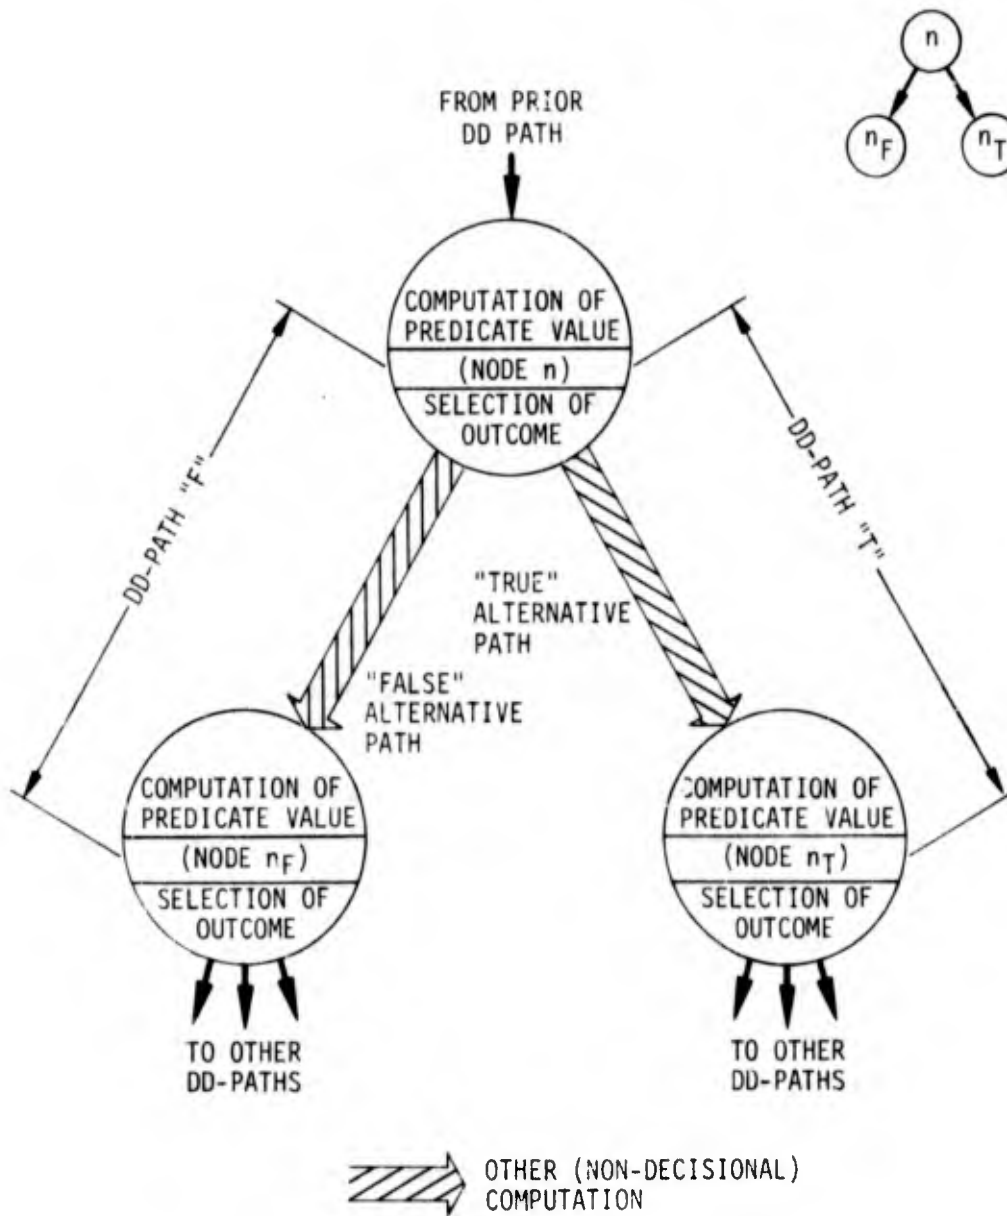 n
n_F n_T
FROM PRIOR
DD PATH
COMPUTATION OF
PREDICATE VALUE
(NODE n)
SELECTION OF
OUTCOME
DD-PATH "F"
DD-PATH "T"
"TRUE"
ALTERNATIVE
PATH
"FALSE"
ALTERNATIVE
PATH
COMPUTATION OF
PREDICATE VALUE
(NODE n_F)
SELECTION OF
OUTCOME
COMPUTATION OF
PREDICATE VALUE
(NODE n_T)
SELECTION OF
OUTCOME
TO OTHER
DD-PATHS
TO OTHER
DD-PATHS
OTHER (NON-DECISIONAL)
COMPUTATION